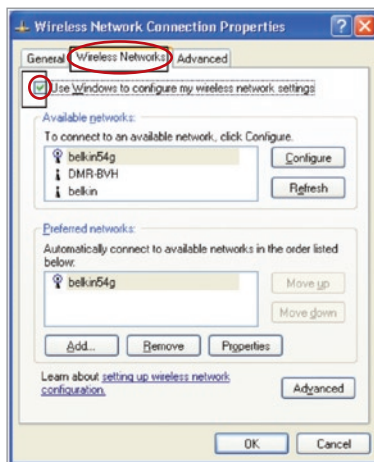 Wireless Network Connection Properties
General Wireless Networks Advanced
Use Windows to configure my wireless network settings
Available networks:
To connect to an available network, click Configure.
belkin54g
DMR-BVH
belkin
Configure
Refresh
Preferred networks:
Automatically connect to available networks in the order listed
below:
belkin54g
Move up
Move down
Add... Remove Properties
Learn about setting up wireless network
configuration.
Advanced
OK Cancel